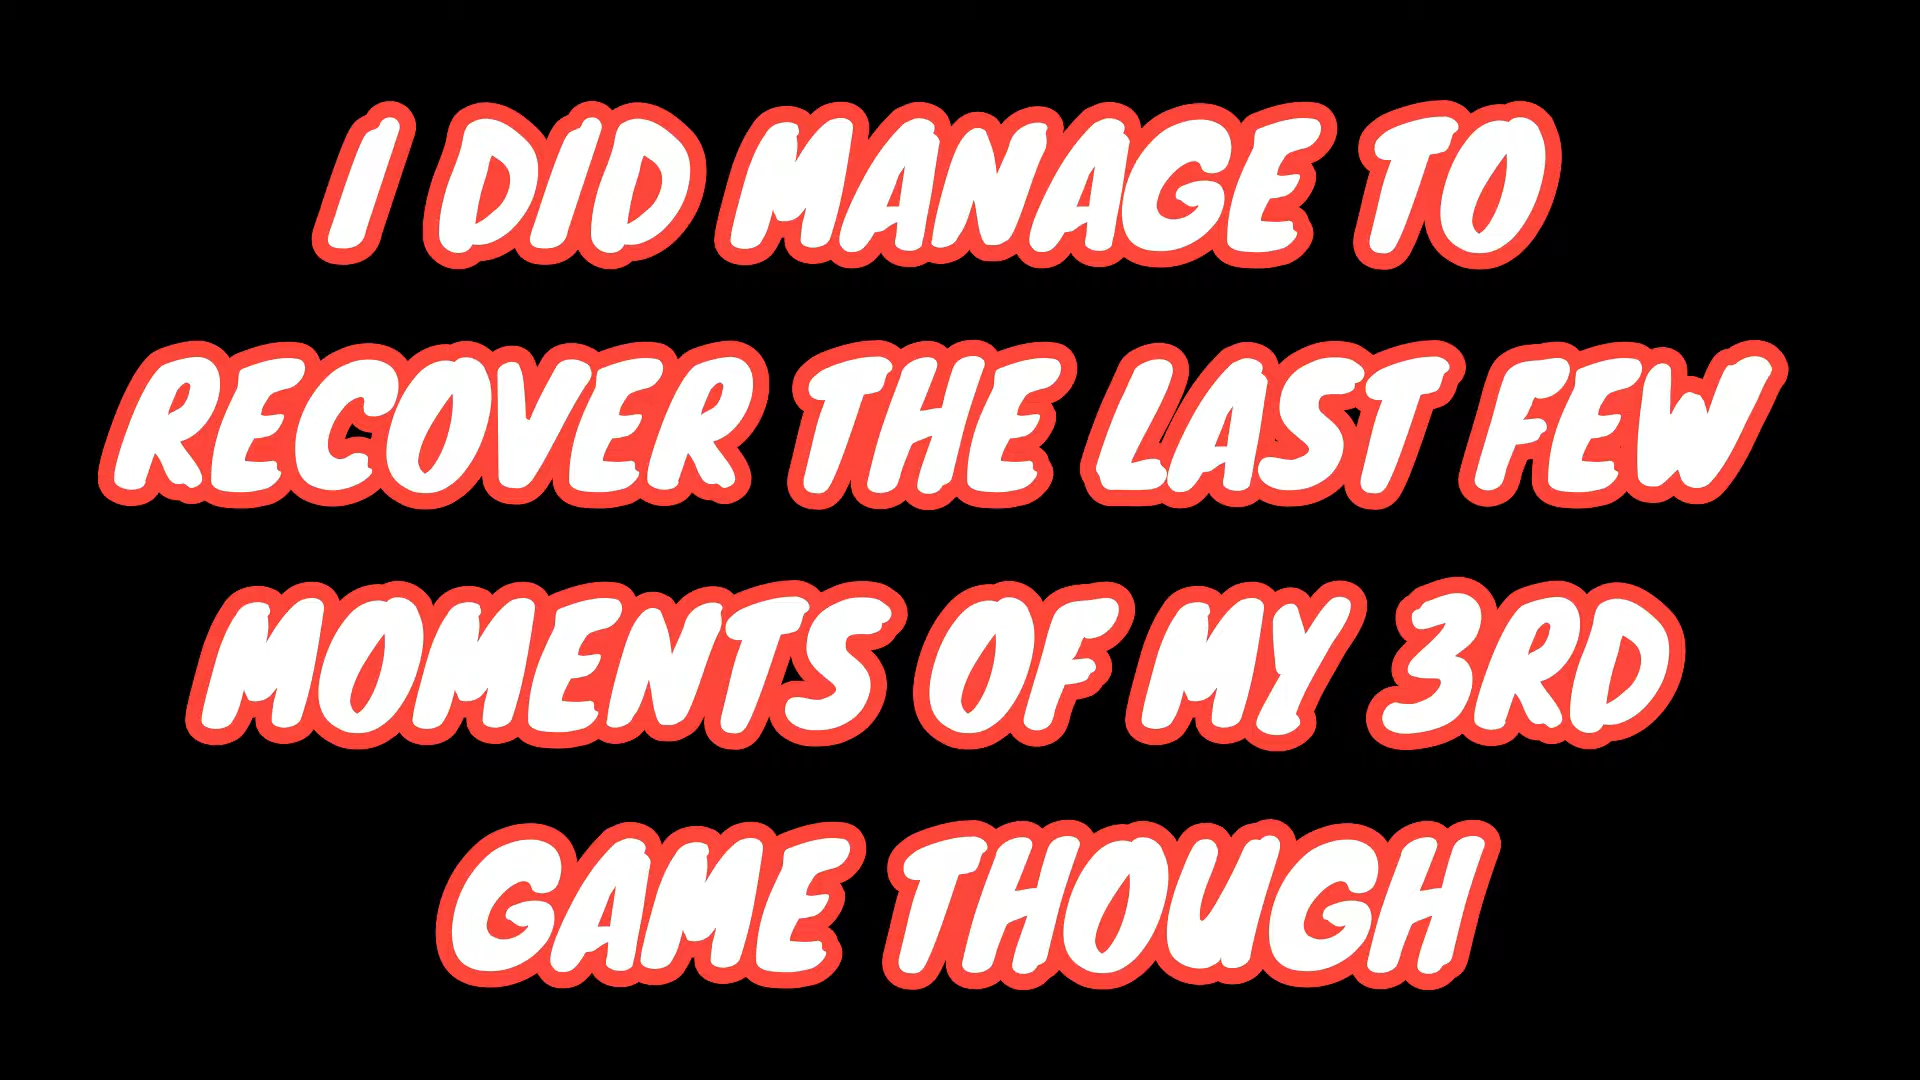 I DID MANAGE TO
RECOVER THE LAST FEW
MOMENTS OF MY 3RD
GAME THOUGH